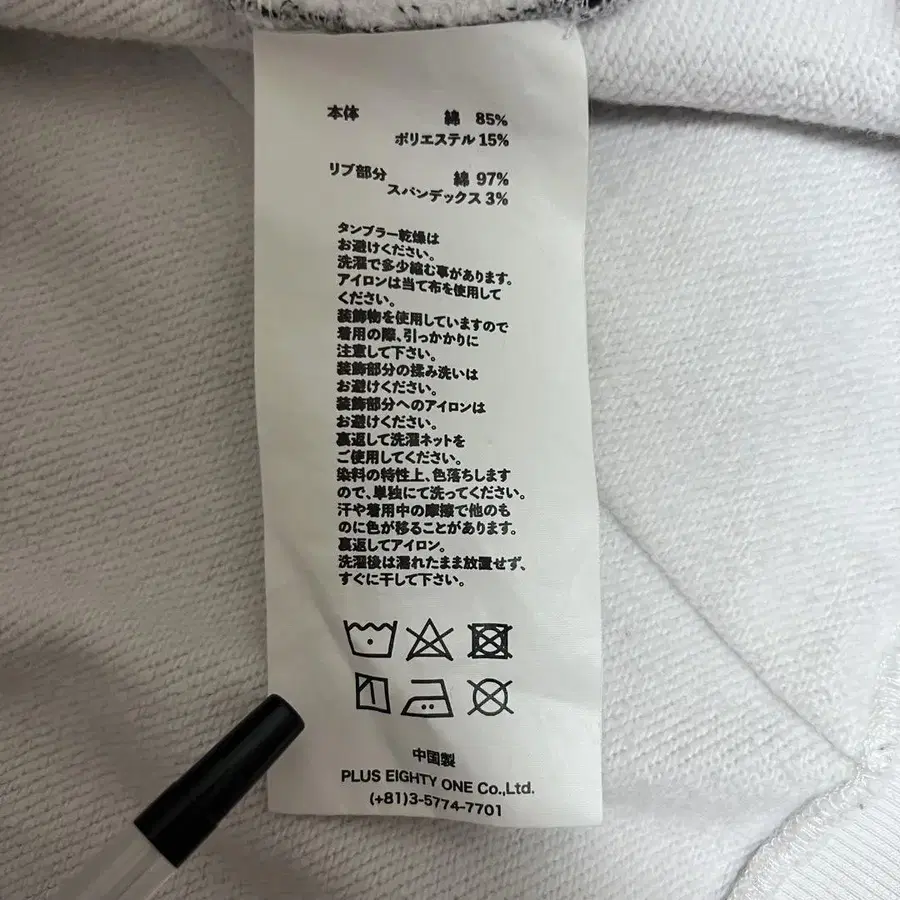 本体 綿 85%
ポリエステル 15%
リブ部分 綿 97%
スパンデックス 3%
タンブラー乾燥は
お避けください。
洗濯で多少縮む事があります。
アイロンは当て布を使用して
ください。
装飾物を使用していますので
着用の際、引っかかりに
注意して下さい。
装飾部分の揉み洗いは
お避けください。
装飾部分へのアイロンは
お避けください。
裏返して洗濯ネットを
ご使用してください。
染料の特性上、色落ちします
ので、単独にて洗ってください。
汗や着用中の摩擦で他のも
のに色が移ることがあります。
裏返してアイロン。
洗濯後は濡れたまま放置せず、
すぐに干して下さい。
中国製
PLUS EIGHTY ONE Co.,Ltd.
(+81)3-5774-7701